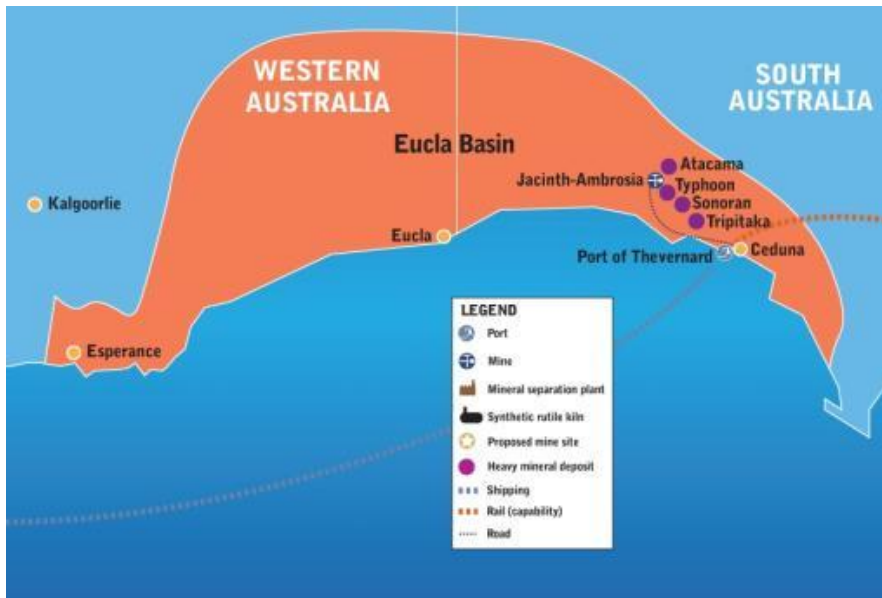 WESTERN
AUSTRALIA
SOUTH
AUSTRALIA
Eucla Basin
Atacama
Jacinth-Ambrosia
Typhoon
Sonoran
Tripitaka
Kalgoorlie
Eucla
Port of Thevernard
Ceduna
Esperance
LEGEND
Port
Mine
Mineral separation plant
Synthetic rutile kiln
Proposed mine site
Heavy mineral deposit
Shipping
Rail (capability)
Road